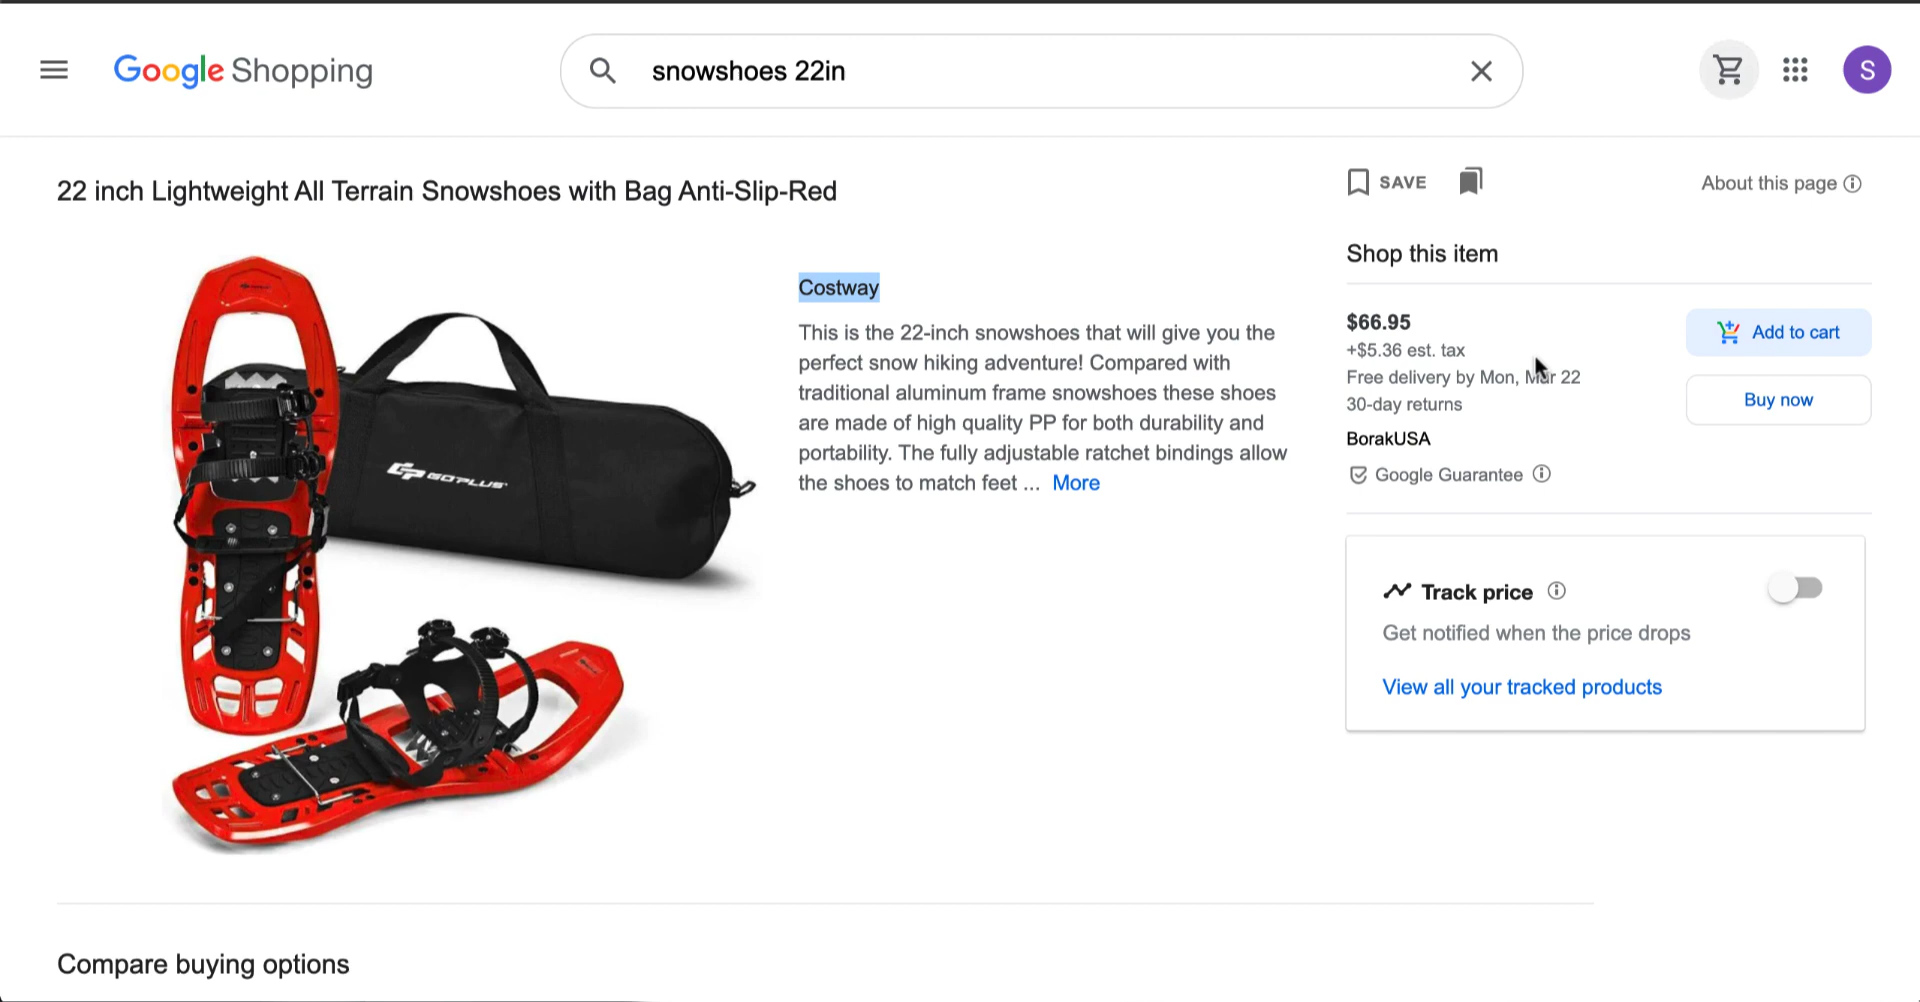 Google Shopping
snowshoes 22in
S
22 inch Lightweight All Terrain Snowshoes with Bag Anti-Slip-Red
SAVE
About this page
GOPLUS
Costway
This is the 22-inch snowshoes that will give you the
perfect snow hiking adventure! Compared with
traditional aluminum frame snowshoes these shoes
are made of high quality PP for both durability and
portability. The fully adjustable ratchet bindings allow
the shoes to match feet ... More
Shop this item
$66.95
+$5.36 est. tax
Free delivery by Mon, Mar 22
30-day returns
BorakUSA
Google Guarantee
Add to cart
Buy now
Track price
Get notified when the price drops
View all your tracked products
Compare buying options